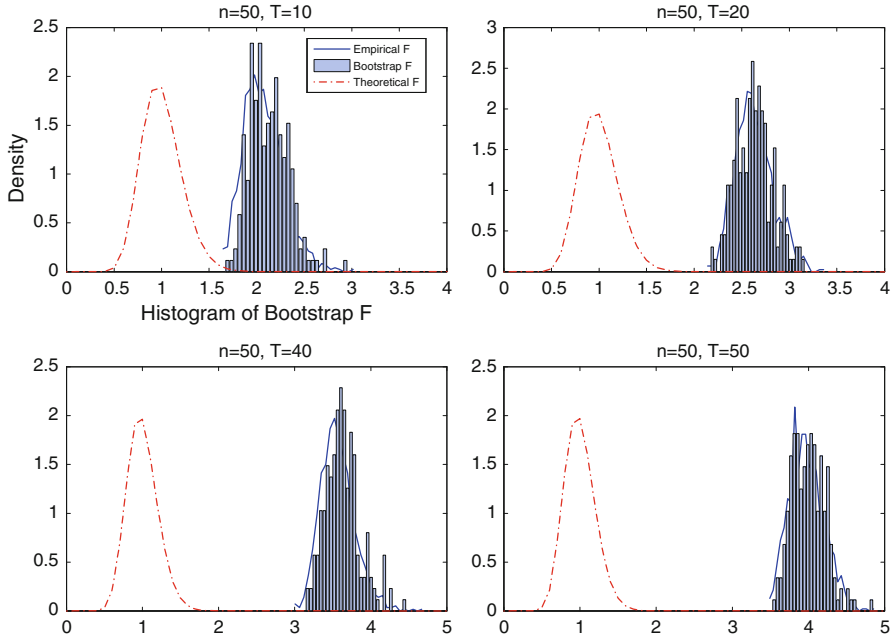 n=50, T=10
2.5
2
1.5
1
0.5
0
Density
Empirical F
Bootstrap F
Theoretical F
0 0.5 1 1.5 2 2.5 3 3.5 4
Histogram of Bootstrap F
n=50, T=20
3
2.5
2
1.5
1
0.5
0
0 0.5 1 1.5 2 2.5 3 3.5 4
n=50, T=40
2.5
2
1.5
1
0.5
0
0 1 2 3 4 5
n=50, T=50
2.5
2
1.5
1
0.5
0
0 1 2 3 4 5